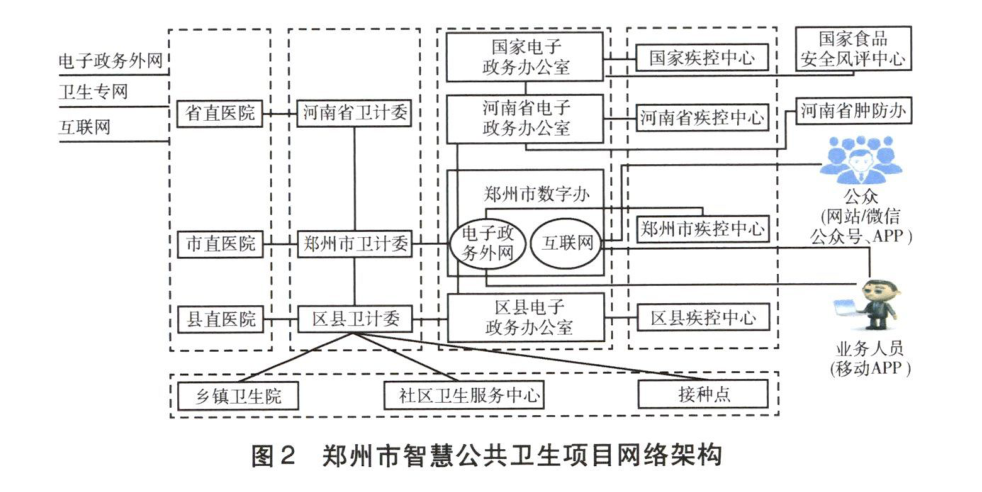 电子政务外网
卫生专网
互联网
省直医院
河南省卫计委
国家电子
政务办公室
国家疾控中心
国家食品
安全风评中心
河南省电子
政务办公室
河南省疾控中心
河南省肿防办
公众
(网站/微信
公众号、APP)
郑州市数字办
市直医院
郑州市卫计委
电子政
务外网
互联网
郑州市疾控中心
县直医院
区县卫计委
区县电子
政务办公室
区县疾控中心
业务人员
(移动APP)
乡镇卫生院
社区卫生服务中心
接种点
图2 郑州市智慧公共卫生项目网络架构